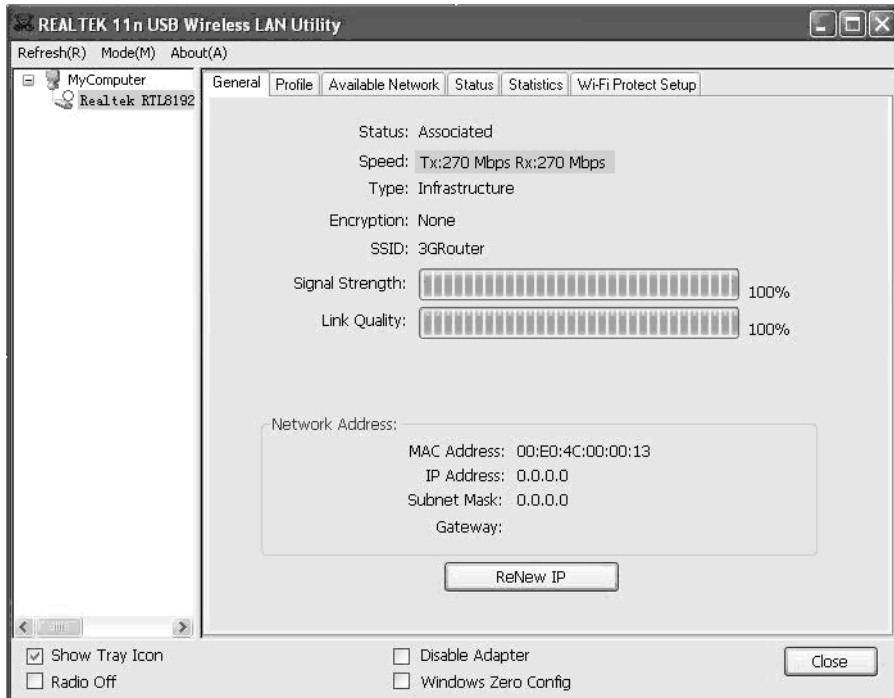 REALTEK 11n USB Wireless LAN Utility
Refresh(R) Mode(M) About(A)
MyComputer
Realtek RTL8192
General Profile Available Network Status Statistics Wi-Fi Protect Setup
Status: Associated
Speed: Tx:270 Mbps Rx:270 Mbps
Type: Infrastructure
Encryption: None
SSID: 3GRouter
Signal Strength: 100%
Link Quality: 100%
Network Address:
MAC Address: 00:E0:4C:00:00:13
IP Address: 0.0.0.0
Subnet Mask: 0.0.0.0
Gateway:
ReNew IP
Show Tray Icon
Radio Off
Disable Adapter
Windows Zero Config
Close